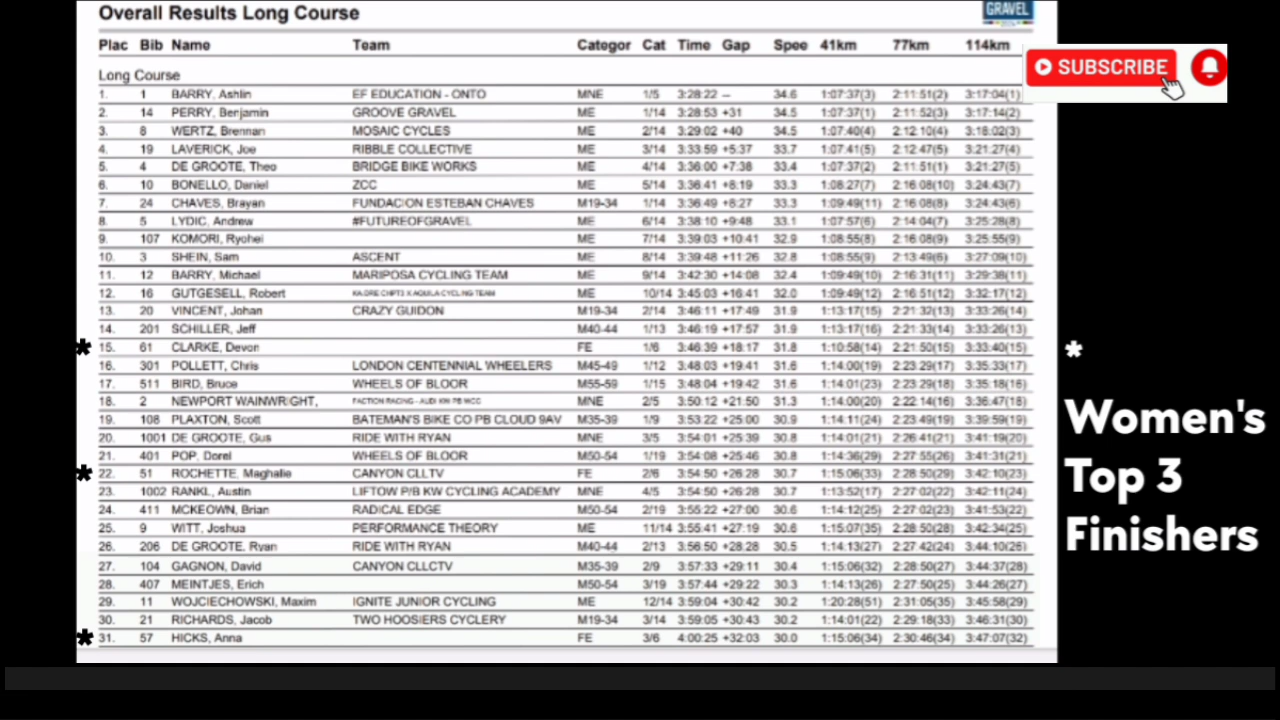 Overall Results Long Course
GRAVEL
Plac Bib Name Team Categor Cat Time Gap Spee 41km 77km 114km
SUBSCRIBE
Long Course
1. 1 BARRY, Ashlin EF EDUCATION - ONTO MNE 1/5 3:28:22 -- 34.6 1:07:37(3) 2:11:51(2) 3:17:04(1)
2. 14 PERRY, Benjamin GROOVE GRAVEL ME 1/14 3:28:53 +31 34.5 1:07:37(1) 2:11:52(3) 3:17:14(2)
3. 8 WERTZ, Brennan MOSAIC CYCLES ME 2/14 3:29:02 +40 34.5 1:07:40(4) 2:12:10(4) 3:18:02(3)
4. 19 LAVERICK, Joe RIBBLE COLLECTIVE ME 3/14 3:33:59 +5:37 33.7 1:07:41(5) 2:12:47(5) 3:21:27(4)
5. 4 DE GROOTE, Theo BRIDGE BIKE WORKS ME 4/14 3:36:00 +7:38 33.4 1:07:37(2) 2:11:51(1) 3:21:27(5)
6. 10 BONELLO, Daniel ZCC ME 5/14 3:36:41 +8:19 33.3 1:08:27(7) 2:16:08(10) 3:24:43(7)
7. 24 CHAVES, Brayan FUNDACION ESTEBAN CHAVES M19-34 1/14 3:36:49 +8:27 33.3 1:09:49(11) 2:16:08(8) 3:24:43(6)
8. 5 LYDIC, Andrew #FUTUREOFGRAVEL ME 6/14 3:38:10 +9:48 33.1 1:07:57(6) 2:14:04(7) 3:25:28(8)
9. 107 KOMORI, Ryohei ME 7/14 3:39:03 +10:41 32.9 1:08:55(8) 2:16:08(9) 3:25:55(9)
10. 3 SHEIN, Sam ASCENT ME 8/14 3:39:48 +11:26 32.8 1:08:55(9) 2:13:49(6) 3:27:09(10)
11. 12 BARRY, Michael MARIPOSA CYCLING TEAM ME 9/14 3:42:30 +14:08 32.4 1:09:49(10) 2:16:31(11) 3:29:38(11)
12. 16 GUTGESELL, Robert KA.DRE CHPT3 X AQUILA CYCLING TEAM ME 10/14 3:45:03 +16:41 32.0 1:09:49(12) 2:16:51(12) 3:32:17(12)
13. 20 VINCENT, Johan CRAZY GUIDON M19-34 2/14 3:46:11 +17:49 31.9 1:13:17(15) 2:21:32(13) 3:33:26(14)
14. 201 SCHILLER, Jeff M40-44 1/13 3:46:19 +17:57 31.9 1:13:17(16) 2:21:33(14) 3:33:26(13)
* 15. 61 CLARKE, Devon FE 1/6 3:46:39 +18:17 31.8 1:10:58(14) 2:21:50(15) 3:33:40(15)
16. 301 POLLETT, Chris LONDON CENTENNIAL WHEELERS M45-49 1/12 3:48:03 +19:41 31.6 1:14:00(19) 2:23:29(17) 3:35:33(17)
17. 511 BIRD, Bruce WHEELS OF BLOOR M55-59 1/15 3:48:04 +19:42 31.6 1:14:01(23) 2:23:29(18) 3:35:18(16)
18. 2 NEWPORT WAINWRIGHT, FACTION RACING - AUDI KW PB WCC MNE 2/5 3:50:12 +21:50 31.3 1:14:00(20) 2:22:14(16) 3:36:47(18)
19. 108 PLAXTON, Scott BATEMAN'S BIKE CO PB CLOUD 9AV M35-39 1/9 3:53:22 +25:00 30.9 1:14:11(24) 2:23:49(19) 3:39:59(19)
20. 1001 DE GROOTE, Gus RIDE WITH RYAN MNE 3/5 3:54:01 +25:39 30.8 1:14:01(21) 2:26:41(21) 3:41:19(20)
21. 401 POP, Dorel WHEELS OF BLOOR M50-54 1/19 3:54:08 +25:46 30.8 1:14:36(29) 2:27:55(26) 3:41:31(21)
* 22. 51 ROCHETTE, Maghalie CANYON CLLTV FE 2/6 3:54:50 +26:28 30.7 1:15:06(33) 2:28:50(29) 3:42:10(23)
23. 1002 RANKL, Austin LIFTOW P/B KW CYCLING ACADEMY MNE 4/5 3:54:50 +26:28 30.7 1:13:52(17) 2:27:02(22) 3:42:11(24)
24. 411 MCKEOWN, Brian RADICAL EDGE M50-54 2/19 3:55:22 +27:00 30.6 1:14:12(25) 2:27:02(23) 3:41:53(22)
25. 9 WITT, Joshua PERFORMANCE THEORY ME 11/14 3:55:41 +27:19 30.6 1:15:07(35) 2:28:50(28) 3:42:34(25)
26. 206 DE GROOTE, Ryan RIDE WITH RYAN M40-44 2/13 3:56:50 +28:28 30.5 1:14:13(27) 2:27:42(24) 3:44:10(26)
27. 104 GAGNON, David CANYON CLLCTV M35-39 2/9 3:57:33 +29:11 30.4 1:15:06(32) 2:28:50(27) 3:44:37(28)
28. 407 MEINTJES, Erich M50-54 3/19 3:57:44 +29:22 30.3 1:14:13(26) 2:27:50(25) 3:44:26(27)
29. 11 WOJCIECHOWSKI, Maxim IGNITE JUNIOR CYCLING ME 12/14 3:59:04 +30:42 30.2 1:20:28(51) 2:31:05(35) 3:45:58(29)
30. 21 RICHARDS, Jacob TWO HOOSIERS CYCLERY M19-34 3/14 3:59:05 +30:43 30.2 1:14:01(22) 2:29:18(33) 3:46:31(30)
* 31. 57 HICKS, Anna FE 3/6 4:00:25 +32:03 30.0 1:15:06(34) 2:30:46(34) 3:47:07(32)
*
Women's
Top 3
Finishers